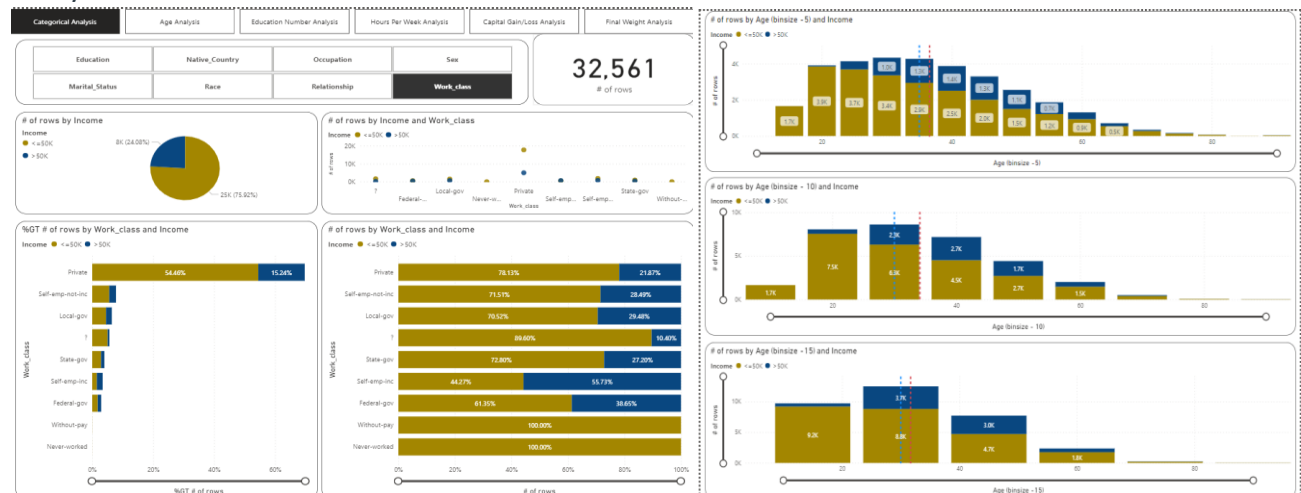 Categorical Analysis
Age Analysis
Education Number Analysis
Hours Per Week Analysis
Capital Gain/Loss Analysis
Final Weight Analysis
Education
Native_Country
Occupation
Sex
Marital_Status
Race
Relationship
Work_class
32,561
# of rows
# of rows by Income
Income
<=50K
>50K
8K (24.08%)
25K (75.92%)
# of rows by Income and Work_class
Income <=50K >50K
# of rows
20K
10K
0K
?
Federal-...
Local-gov
Never-w...
Private
Self-emp...
Self-emp...
State-gov
Without-...
Work_class
%GT # of rows by Work_class and Income
Income <=50K >50K
Work_class
Private 54.46% 15.24%
Self-emp-not-inc
Local-gov
?
State-gov
Self-emp-inc
Federal-gov
Without-pay
Never-worked
0% 20% 40% 60%
%GT # of rows
# of rows by Work_class and Income
Income <=50K >50K
Work_class
Private 78.13% 21.87%
Self-emp-not-inc 71.51% 28.49%
Local-gov 70.52% 29.48%
? 89.60% 10.40%
State-gov 72.80% 27.20%
Self-emp-inc 44.27% 55.73%
Federal-gov 61.35% 38.65%
Without-pay 100.00%
Never-worked 100.00%
0% 20% 40% 60% 80% 100%
# of rows
# of rows by Age (binsize -5) and Income
Income <=50K >50K
# of rows
4K
2K
0K
1.7K 3.8K 3.7K 3.4K 2.9K 2.5K 2.0K 1.5K 1.2K 0.9K 0.5K
1.0K 1.4K 1.3K 1.1K 0.7K
20 40 60 80
Age (binsize -5)
# of rows by Age (binsize - 10) and Income
Income <=50K >50K
# of rows
10K
5K
0K
1.7K 7.5K 6.3K 4.5K 2.7K 1.5K
2.3K 2.7K 1.7K
20 40 60 80
Age (binsize - 10)
# of rows by Age (binsize -15) and Income
Income <=50K >50K
# of rows
10K
5K
0K
9.2K 8.8K 4.7K 1.8K
3.7K 3.0K
20 40 60 80
Age (binsize -15)